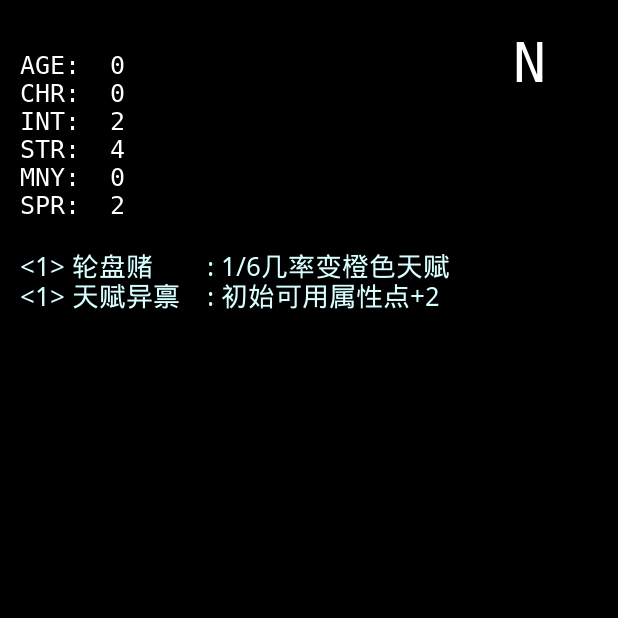 N
AGE: 0
CHR: 0
INT: 2
STR: 4
MNY: 0
SPR: 2
<1> 轮盘赌 : 1/6几率变橙色天赋
<1> 天赋异禀 : 初始可用属性点+2